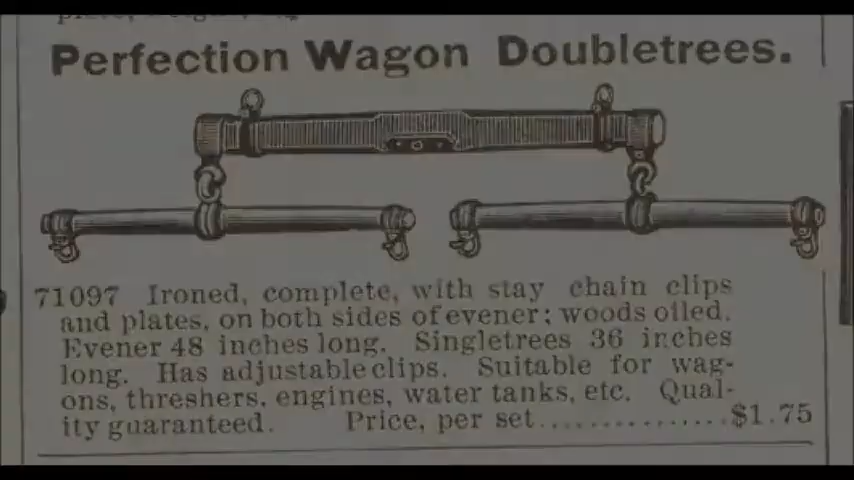 Perfection Wagon Doubletrees.
71097 Ironed, complete, with stay chain clips
and plates, on both sides of evener; woods oiled.
Evener 48 inches long. Singletrees 36 inches
long. Has adjustable clips. Suitable for wag-
ons, threshers, engines, water tanks, etc. Qual-
ity guaranteed. Price, per set...............$1.75